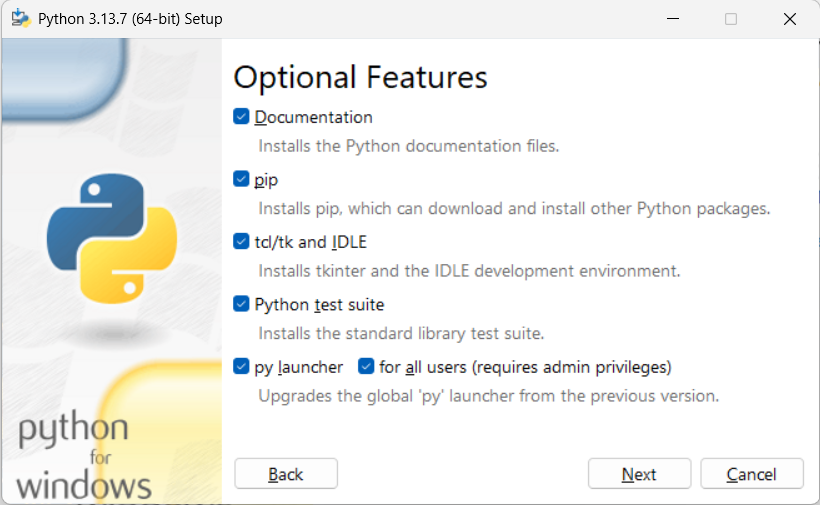 Python 3.13.7 (64-bit) Setup
Optional Features
Documentation
Installs the Python documentation files.
pip
Installs pip, which can download and install other Python packages.
tcl/tk and IDLE
Installs tkinter and the IDLE development environment.
Python test suite
Installs the standard library test suite.
py launcher for all users (requires admin privileges)
Upgrades the global 'py' launcher from the previous version.
python
for
windows
Back Next Cancel